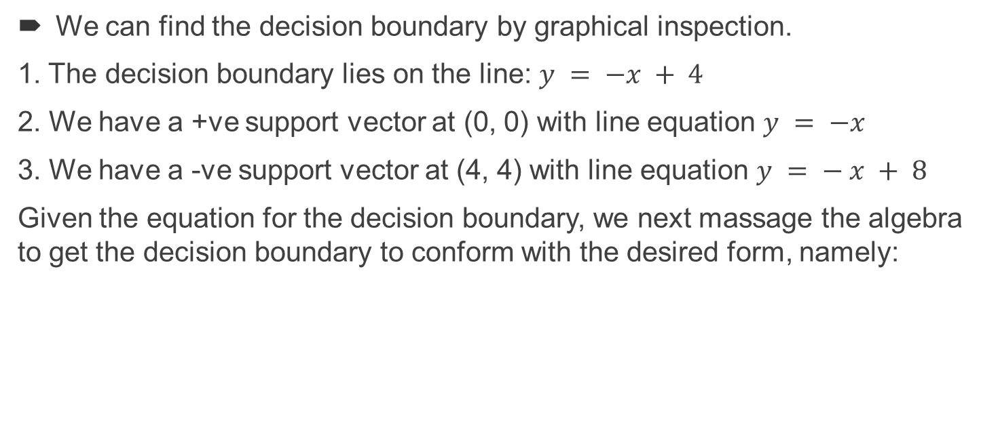 We can find the decision boundary by graphical inspection.
1. The decision boundary lies on the line: y = −x + 4
2. We have a +ve support vector at (0, 0) with line equation y = −x
3. We have a -ve support vector at (4, 4) with line equation y = − x + 8
Given the equation for the decision boundary, we next massage the algebra
to get the decision boundary to conform with the desired form, namely: